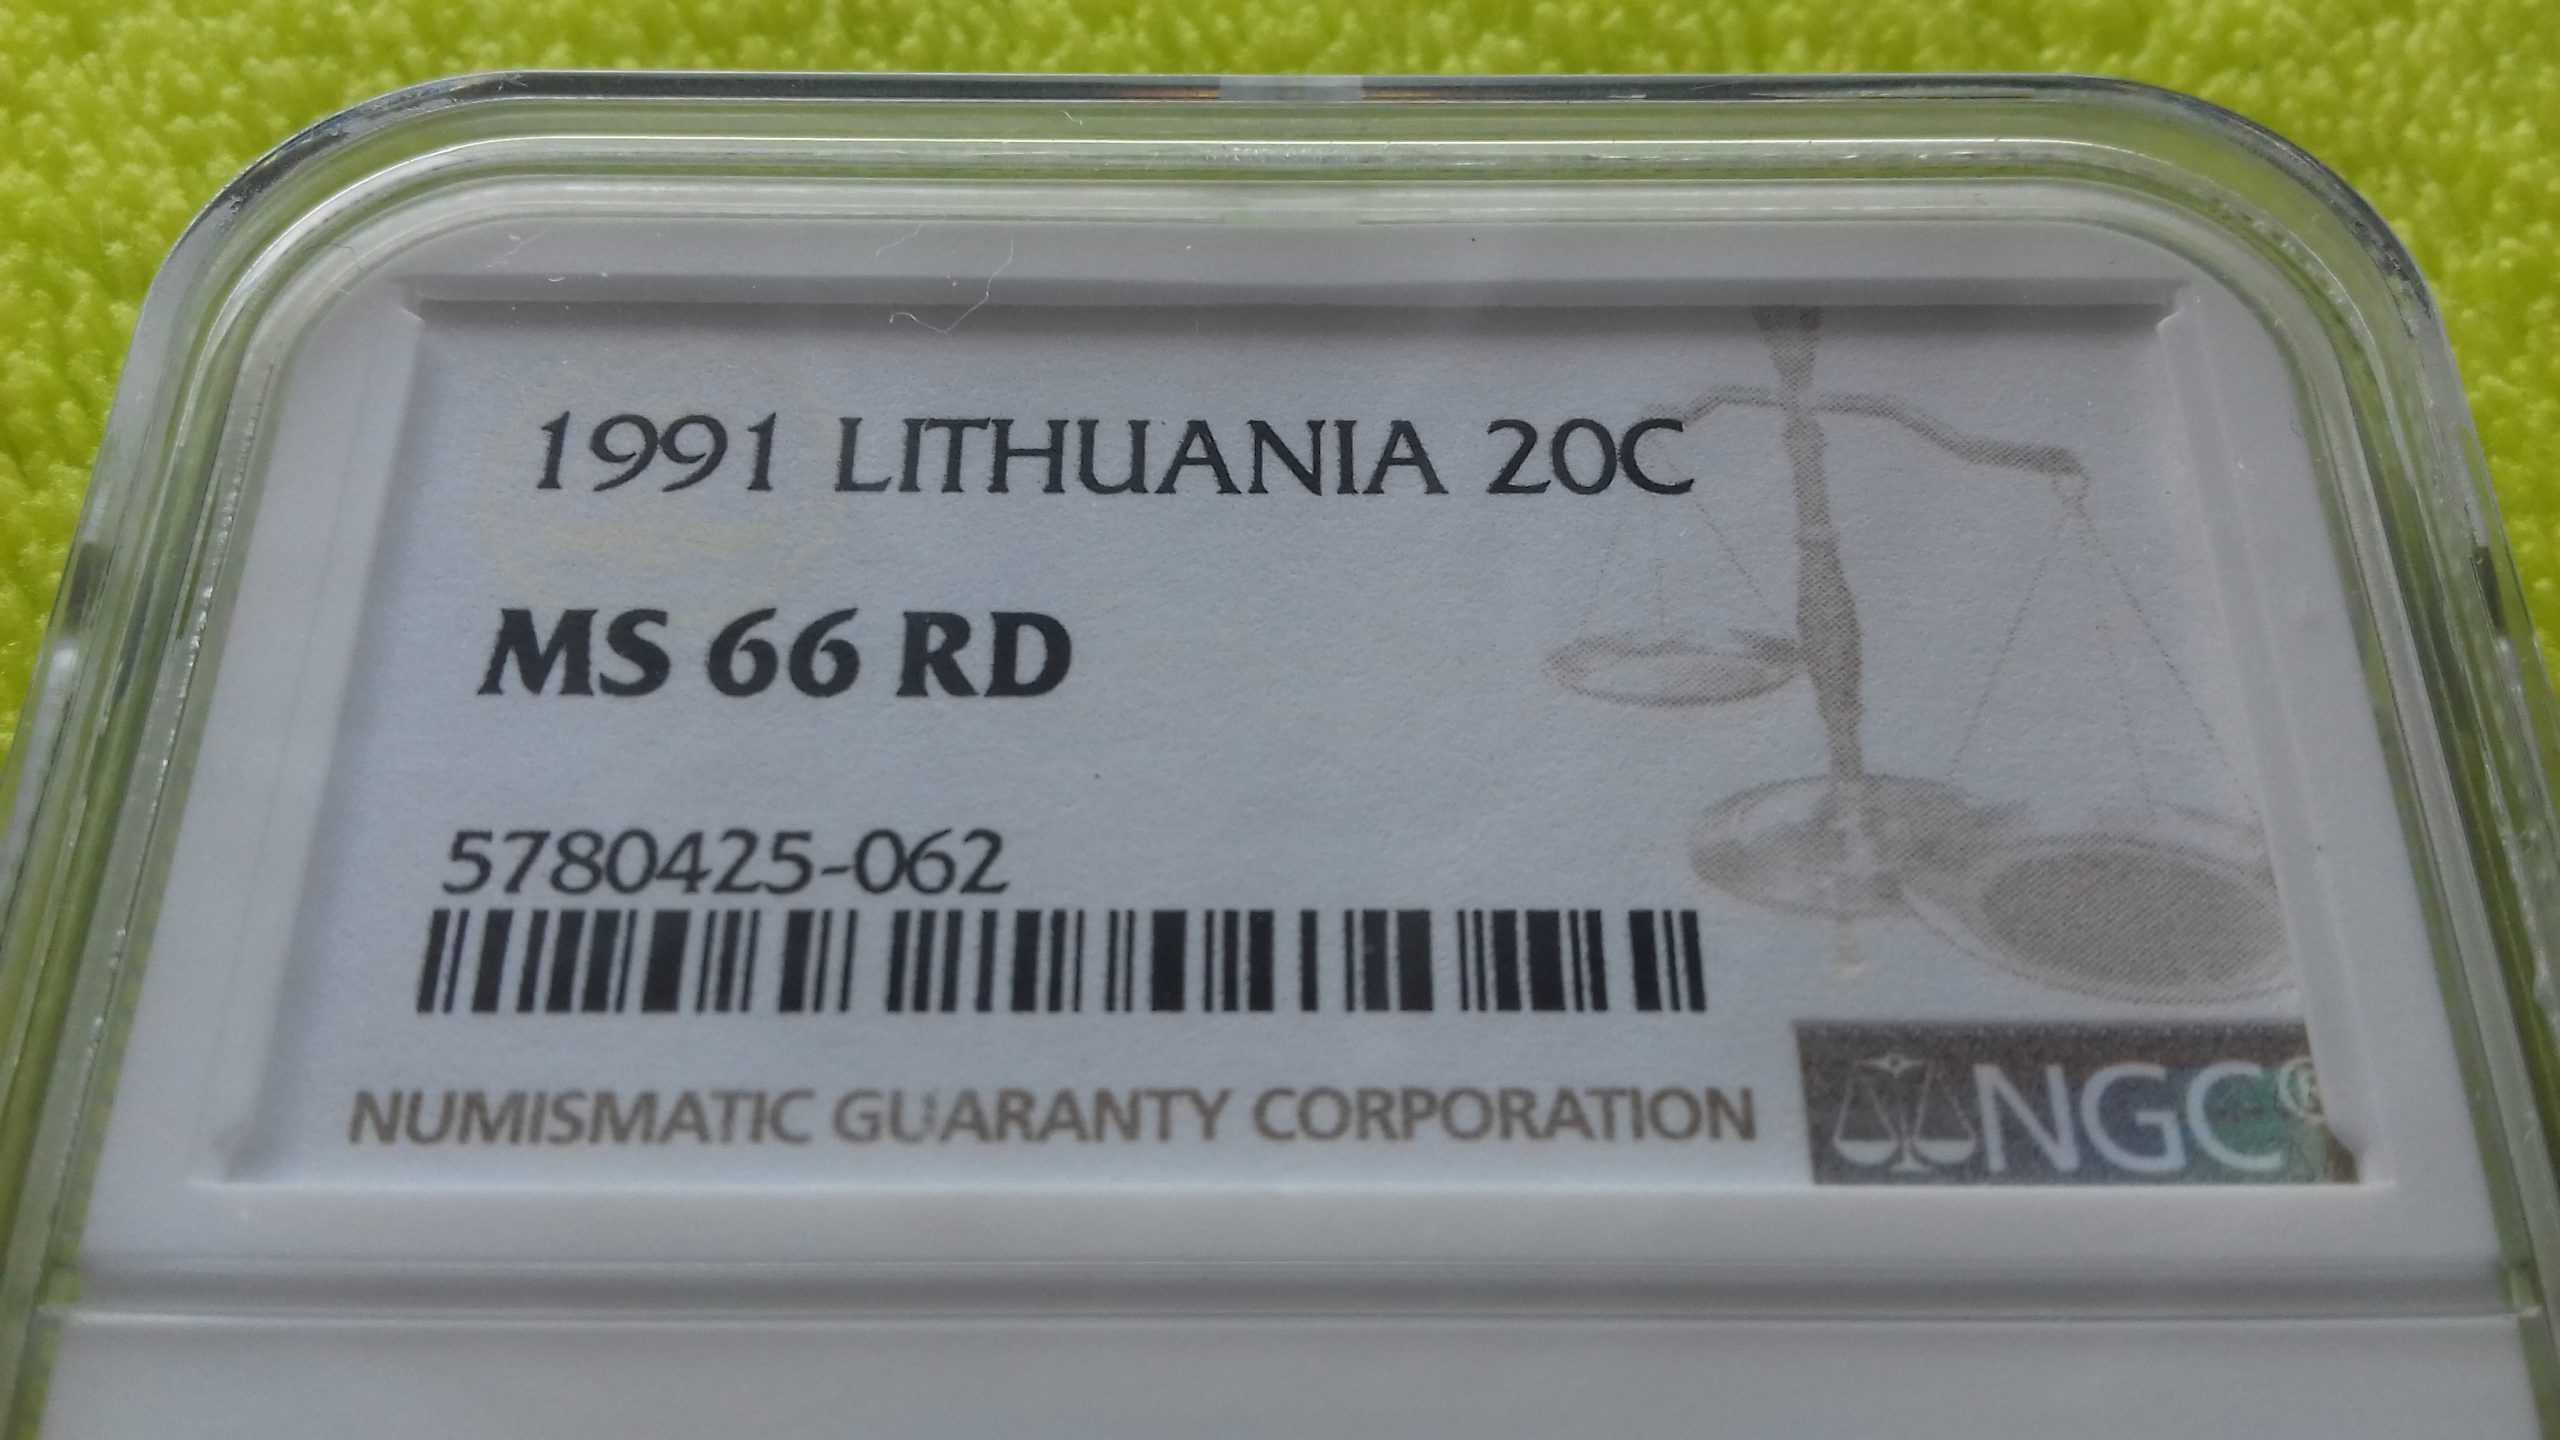 1991 LITHUANIA 20C
MS 66 RD
5780425-062
NUMISMATIC GUARANTY CORPORATION
NGC®